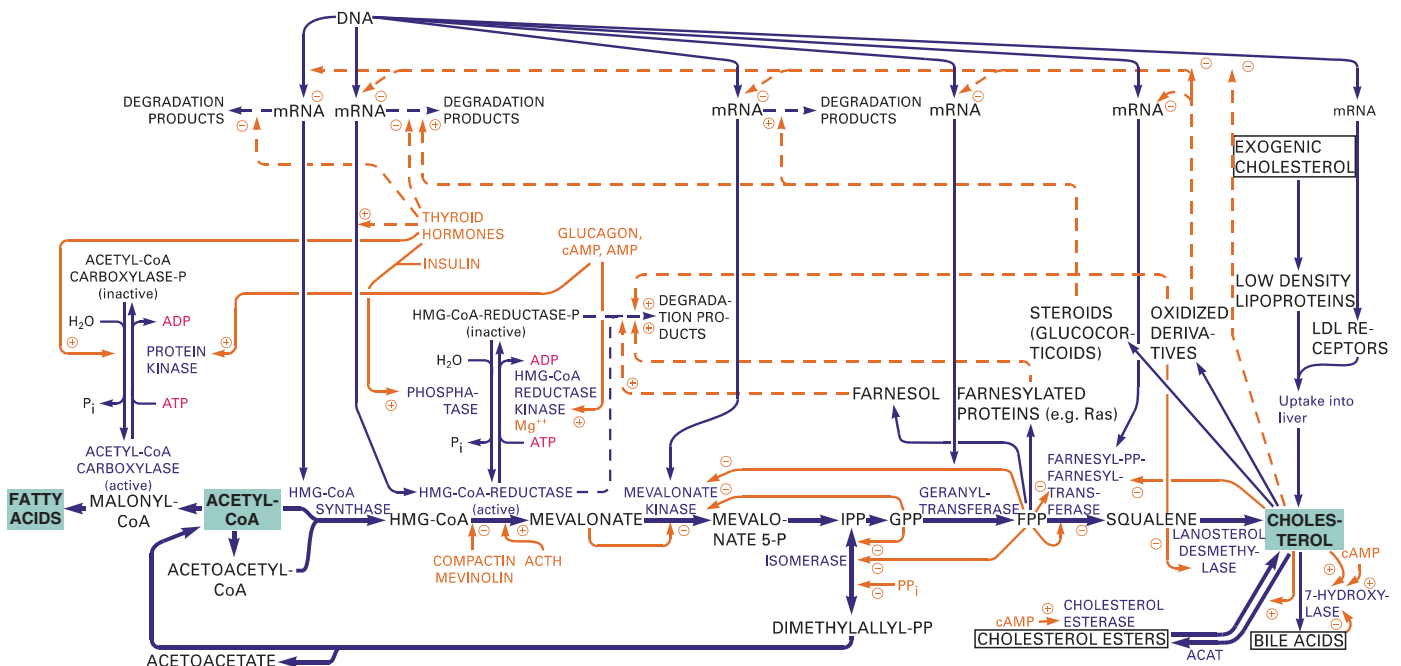 DNA
DEGRADATION
PRODUCTS
⊖
mRNA
⊖
mRNA
⊖
⊖
⊕
DEGRADATION
PRODUCTS
mRNA
⊖
⊕
DEGRADATION
PRODUCTS
mRNA
⊖
mRNA
⊖
⊖
⊖
mRNA
EXOGENIC
CHOLESTEROL
THYROID
HORMONES
⊕
INSULIN
GLUCAGON,
cAMP, AMP
ACETYL-CoA
CARBOXYLASE-P
(inactive)
H2O
ADP
⊕
PROTEIN
KINASE
⊕
Pi
ATP
ACETYL-CoA
CARBOXYLASE
(active)
HMG-CoA-REDUCTASE-P
(inactive)
⊕
⊕
DEGRADA-
TION PRO-
DUCTS
H2O
ADP
PHOSPHA-
TASE
⊕
HMG-CoA
REDUCTASE
KINASE
Mg++
⊕
Pi
ATP
⊕
STEROIDS
(GLUCOCOR-
TICOIDS)
OXIDIZED
DERIVA-
TIVES
LOW DENSITY
LIPOPROTEINS
LDL RE-
CEPTORS
FARNESOL
FARNESYLATED
PROTEINS (e.g. Ras)
Uptake into
liver
FATTY
ACIDS
MALONYL-
CoA
ACETYL-
CoA
HMG-CoA
SYNTHASE
HMG-CoA
HMG-CoA-REDUCTASE
(active)
MEVALONATE
MEVALONATE
KINASE
⊖
⊖
MEVALO-
NATE 5-P
IPP
GPP
GERANYL-
TRANSFERASE
FPP
FARNESYL-PP-
FARNESYL-
TRANS-
FERASE
⊖
⊖
⊖
SQUALENE
LANOSTEROL
DESMETHY-
LASE
⊖
CHOLES-
TEROL
ACETOACETYL-
CoA
⊖
⊕
COMPACTIN
MEVINOLIN
ACTH
⊖
ISOMERASE
⊖
⊖
⊖
PPi
DIMETHYLALLYL-PP
cAMP
⊕
⊕
7-HYDROXY-
LASE
⊕
⊖
cAMP
⊕
CHOLESTEROL
ESTERASE
CHOLESTEROL ESTERS
ACAT
BILE ACIDS
ACETOACETATE